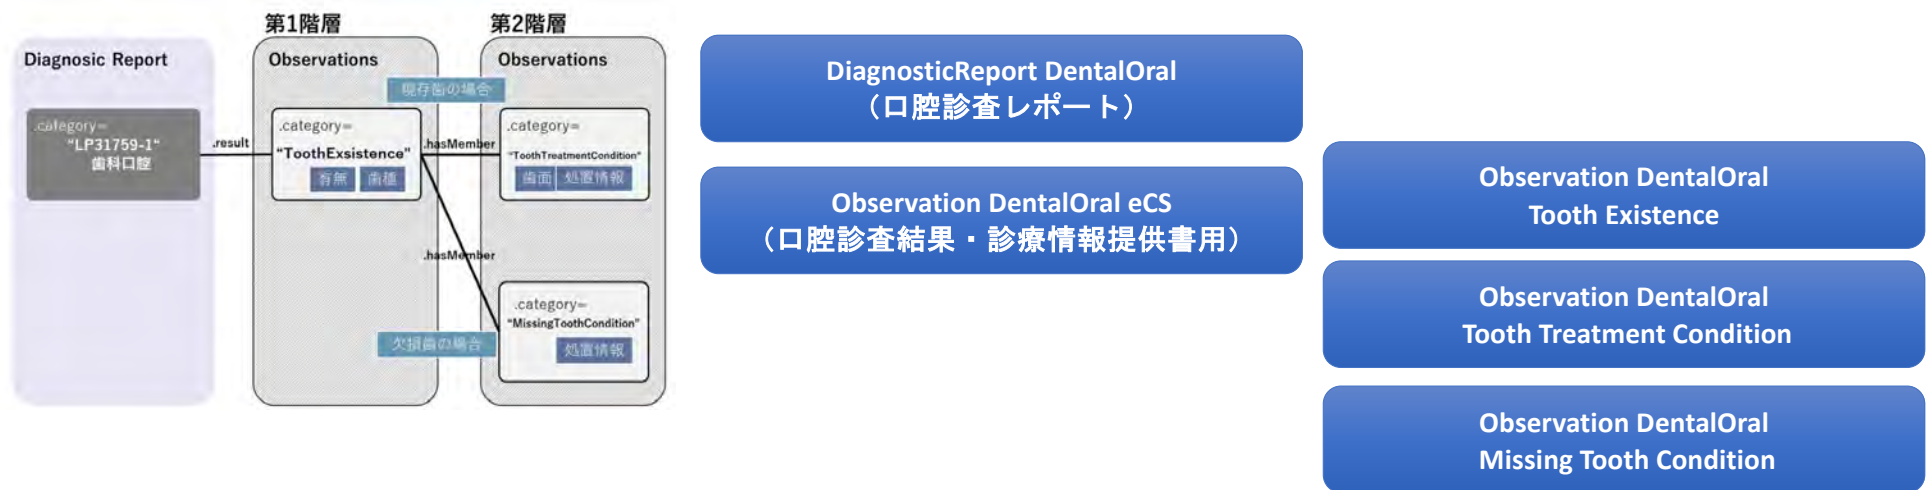 第1階層
第2階層
Diagnosic Report
Observations
Observations
現存歯の場合
.category=
"LP31759-1"
歯科口腔
.result
.category=
"ToothExsistence"
有無
歯種
.hasMember
.category=
"ToothTreatmentCondition"
歯面
処置情報
.hasMember
.category=
"MissingToothCondition"
処置情報
欠損歯の場合
DiagnosticReport DentalOral
（口腔診査レポート）
Observation DentalOral eCS
（口腔診査結果・診療情報提供書用）
Observation DentalOral
Tooth Existence
Observation DentalOral
Tooth Treatment Condition
Observation DentalOral
Missing Tooth Condition